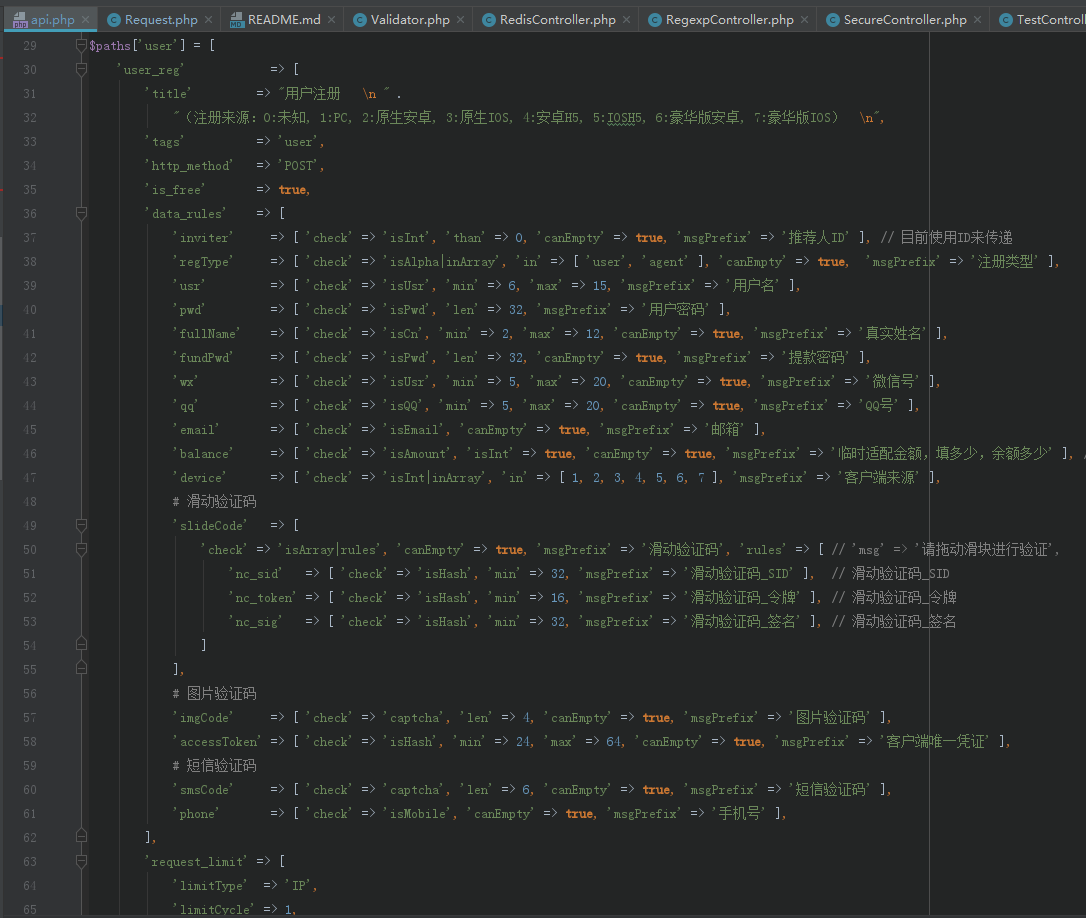 api.php × Request.php × README.md × Validator.php × RedisController.php × RegexpController.php × SecureController.php × TestControl
29 $paths['user'] = [
30 'user_reg' => [
31 'title' => "用户注册 \n " .
32 "（注册来源：0:未知, 1:PC, 2:原生安卓, 3:原生IOS, 4:安卓H5, 5:IOSH5, 6:豪华版安卓, 7:豪华版IOS） \n",
33 'tags' => 'user',
34 'http_method' => 'POST',
35 'is_free' => true,
36 'data_rules' => [
37 'inviter' => [ 'check' => 'isInt', 'than' => 0, 'canEmpty' => true, 'msgPrefix' => '推荐人ID' ], // 目前使用ID来传递
38 'regType' => [ 'check' => 'isAlpha|inArray', 'in' => [ 'user', 'agent' ], 'canEmpty' => true, 'msgPrefix' => '注册类型' ],
39 'usr' => [ 'check' => 'isUsr', 'min' => 6, 'max' => 15, 'msgPrefix' => '用户名' ],
40 'pwd' => [ 'check' => 'isPwd', 'len' => 32, 'msgPrefix' => '用户密码' ],
41 'fullName' => [ 'check' => 'isCn', 'min' => 2, 'max' => 12, 'canEmpty' => true, 'msgPrefix' => '真实姓名' ],
42 'fundPwd' => [ 'check' => 'isPwd', 'len' => 32, 'canEmpty' => true, 'msgPrefix' => '提款密码' ],
43 'wx' => [ 'check' => 'isUsr', 'min' => 5, 'max' => 20, 'canEmpty' => true, 'msgPrefix' => '微信号' ],
44 'qq' => [ 'check' => 'isQQ', 'min' => 5, 'max' => 20, 'canEmpty' => true, 'msgPrefix' => 'QQ号' ],
45 'email' => [ 'check' => 'isEmail', 'canEmpty' => true, 'msgPrefix' => '邮箱' ],
46 'balance' => [ 'check' => 'isAmount', 'isInt' => true, 'canEmpty' => true, 'msgPrefix' => '临时适配金额，填多少，余额多少' ], /
47 'device' => [ 'check' => 'isInt|inArray', 'in' => [ 1, 2, 3, 4, 5, 6, 7 ], 'msgPrefix' => '客户端来源' ],
48 # 滑动验证码
49 'slideCode' => [
50 'check' => 'isArray|rules', 'canEmpty' => true, 'msgPrefix' => '滑动验证码', 'rules' => [ // 'msg' => '请拖动滑块进行验证',
51 'nc_sid' => [ 'check' => 'isHash', 'min' => 32, 'msgPrefix' => '滑动验证码_SID' ], // 滑动验证码_SID
52 'nc_token' => [ 'check' => 'isHash', 'min' => 16, 'msgPrefix' => '滑动验证码_令牌' ], // 滑动验证码_令牌
53 'nc_sig' => [ 'check' => 'isHash', 'min' => 32, 'msgPrefix' => '滑动验证码_签名' ], // 滑动验证码_签名
54 ]
55 ],
56 # 图片验证码
57 'imgCode' => [ 'check' => 'captcha', 'len' => 4, 'canEmpty' => true, 'msgPrefix' => '图片验证码' ],
58 'accessToken' => [ 'check' => 'isHash', 'min' => 24, 'max' => 64, 'canEmpty' => true, 'msgPrefix' => '客户端唯一凭证' ],
59 # 短信验证码
60 'smsCode' => [ 'check' => 'captcha', 'len' => 6, 'canEmpty' => true, 'msgPrefix' => '短信验证码' ],
61 'phone' => [ 'check' => 'isMobile', 'canEmpty' => true, 'msgPrefix' => '手机号' ],
62 ],
63 'request_limit' => [
64 'limitType' => 'IP',
65 'limitCycle' => 1,